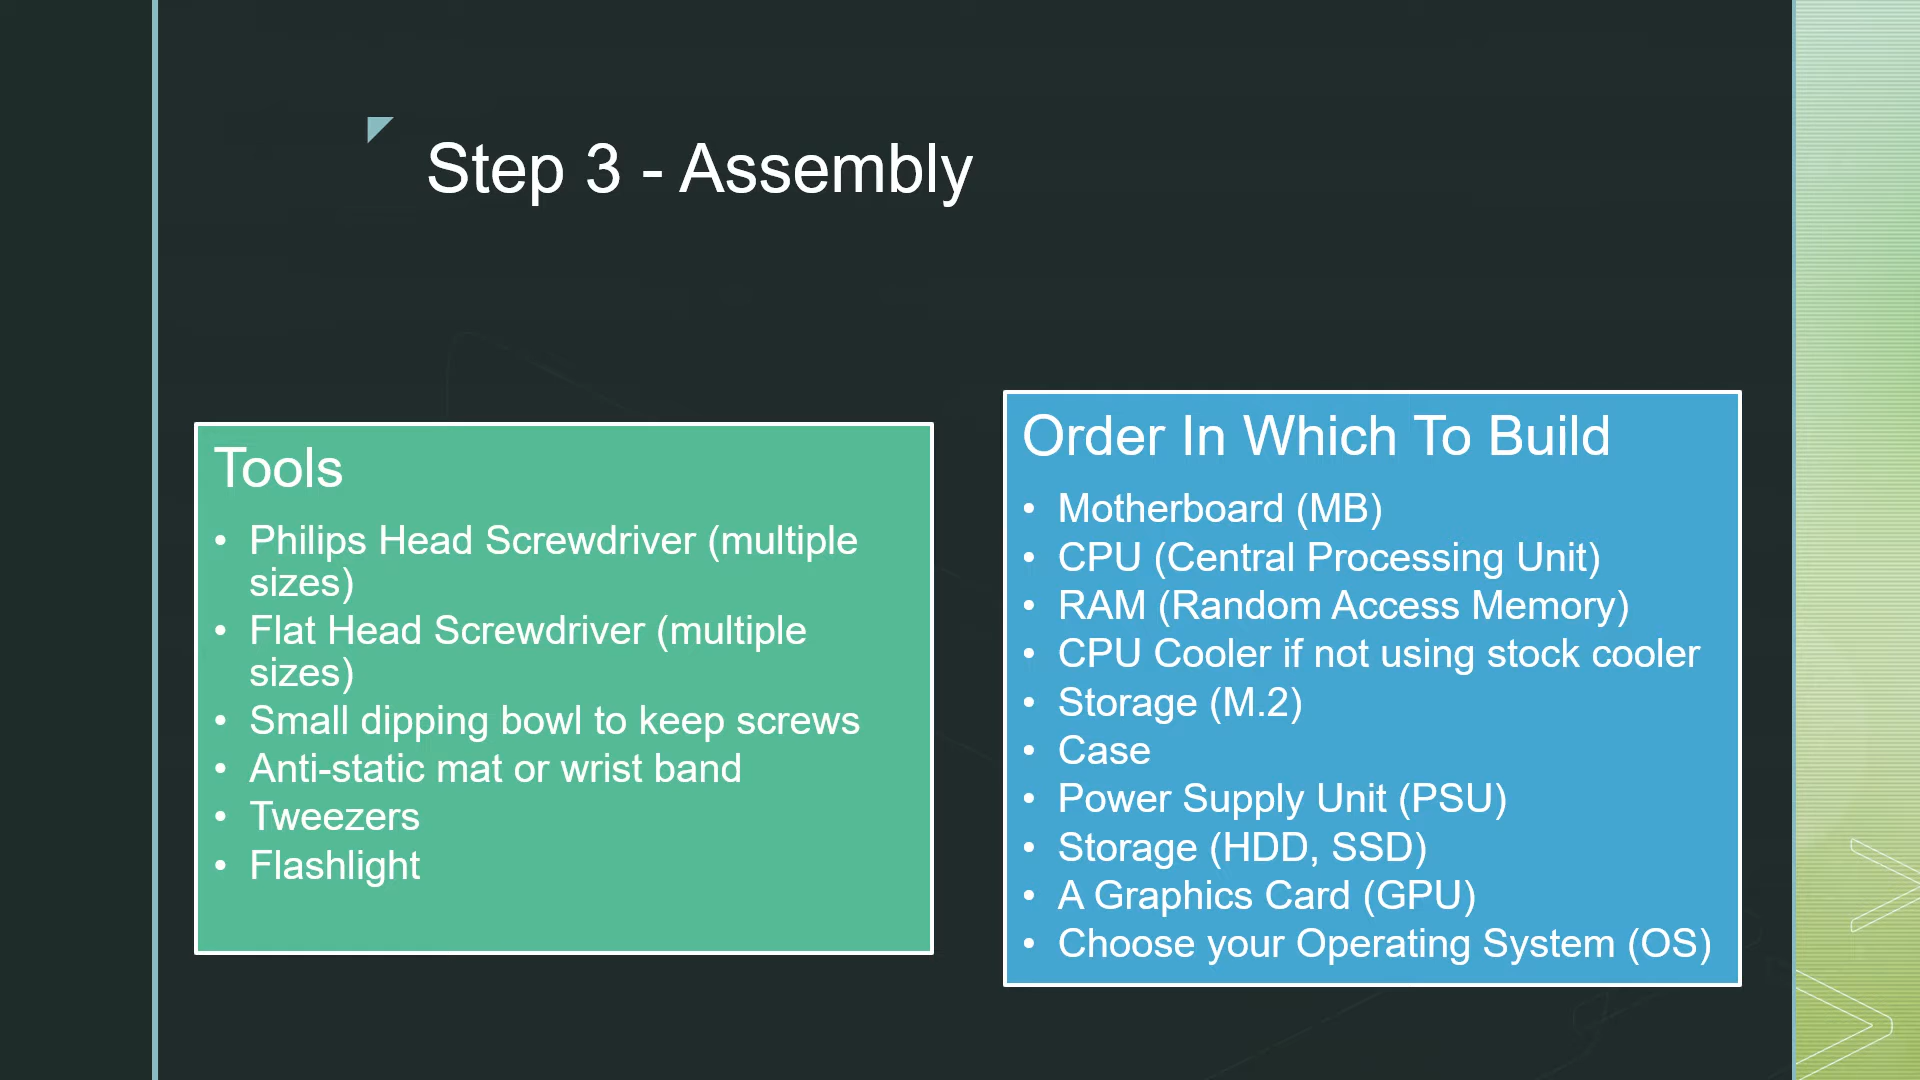 Step 3 - Assembly
Tools
• Philips Head Screwdriver (multiple
sizes)
• Flat Head Screwdriver (multiple
sizes)
• Small dipping bowl to keep screws
• Anti-static mat or wrist band
• Tweezers
• Flashlight
Order In Which To Build
• Motherboard (MB)
• CPU (Central Processing Unit)
• RAM (Random Access Memory)
• CPU Cooler if not using stock cooler
• Storage (M.2)
• Case
• Power Supply Unit (PSU)
• Storage (HDD, SSD)
• A Graphics Card (GPU)
• Choose your Operating System (OS)